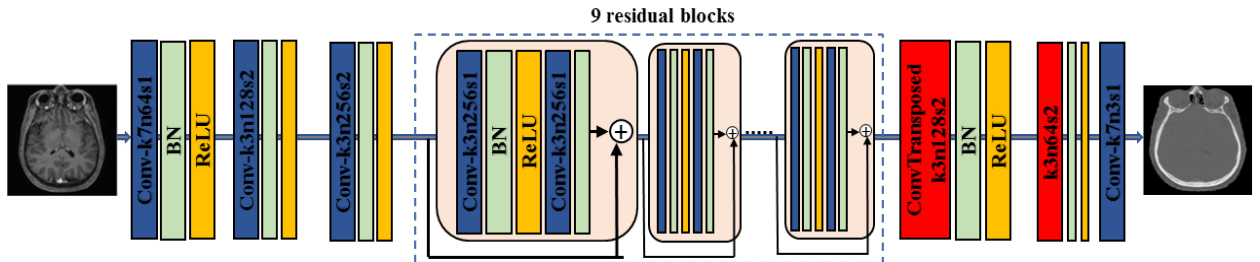 9 residual blocks
Conv-k7n64s1
BN
ReLU
Conv-k3n128s2
Conv-k3n256s2
Conv-k3n256s1
BN
ReLU
Conv-k3n256s1
ConvTransposed
k3n128s2
BN
ReLU
k3n64s2
Conv-k7n3s1